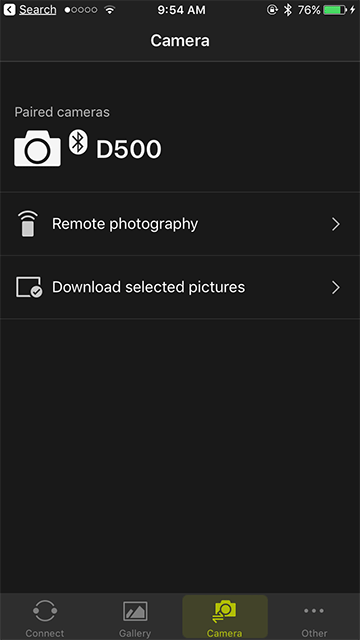 Search 9:54 AM 76%
Camera
Paired cameras
D500
Remote photography
Download selected pictures
Connect Gallery Camera Other